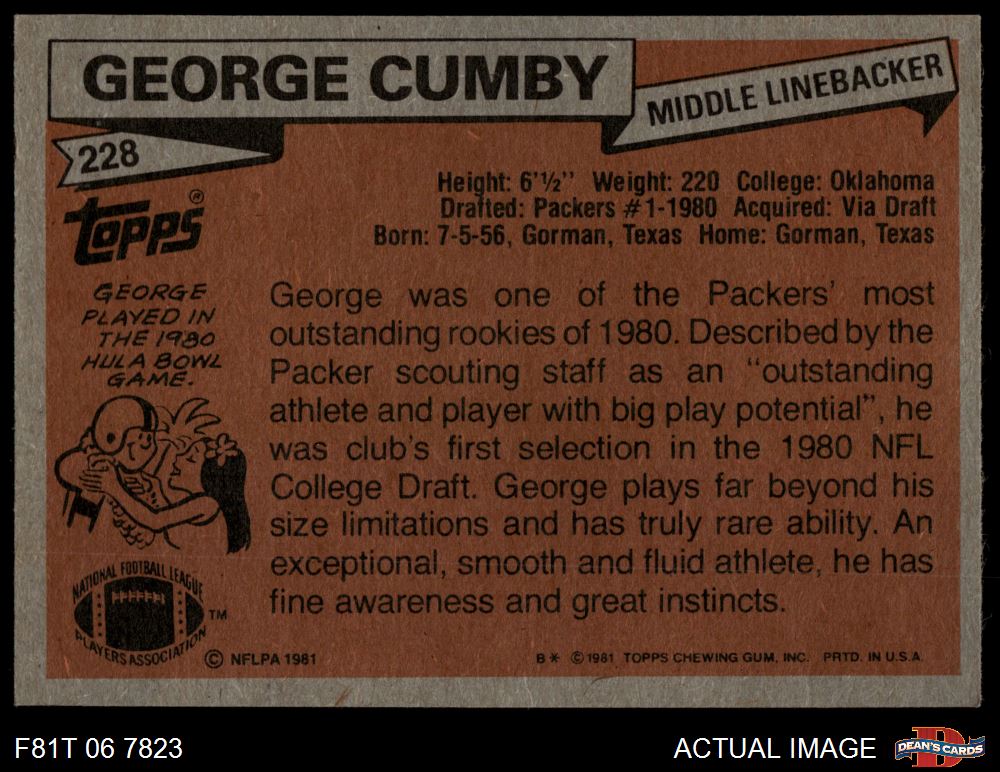 GEORGE CUMBY
MIDDLE LINEBACKER
228
topps®
Height: 6'½" Weight: 220 College: Oklahoma
Drafted: Packers #1-1980 Acquired: Via Draft
Born: 7-5-56, Gorman, Texas Home: Gorman, Texas
GEORGE
PLAYED IN
THE 1980
HULA BOWL
GAME.
George was one of the Packers' most
outstanding rookies of 1980. Described by the
Packer scouting staff as an "outstanding
athlete and player with big play potential", he
was club's first selection in the 1980 NFL
College Draft. George plays far beyond his
size limitations and has truly rare ability. An
exceptional, smooth and fluid athlete, he has
fine awareness and great instincts.
NATIONAL FOOTBALL LEAGUE
PLAYERS ASSOCIATION
TM
© NFLPA 1981
B* © 1981 TOPPS CHEWING GUM, INC. PRTD. IN U.S.A.
F81T 06 7823
ACTUAL IMAGE
D
DEAN'S CARDS